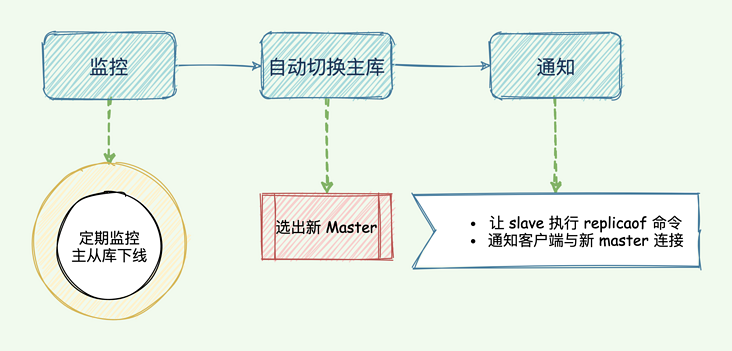 监控
自动切换主库
通知
定期监控
主从库下线
选出新 Master
• 让 slave 执行 replicaof 命令
• 通知客户端与新 master 连接